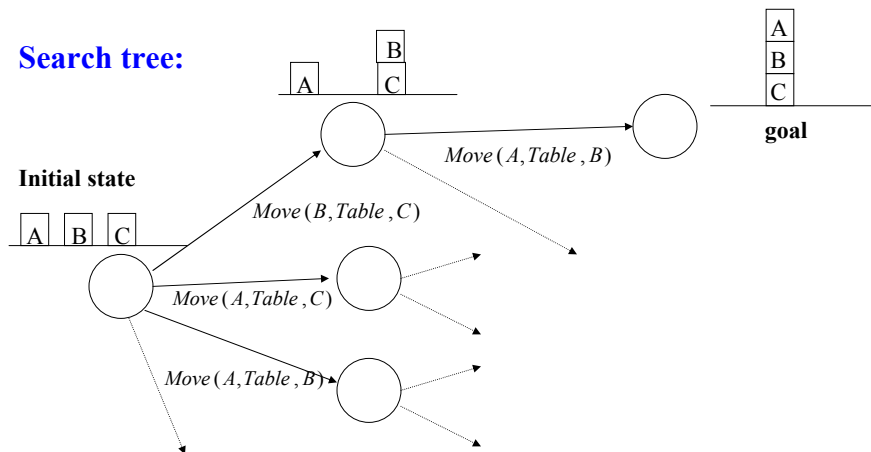 Search tree:
A
B
C
A
B
C
goal
Move(A,Table,B)
Initial state
A B C
Move(B,Table,C)
Move(A,Table,C)
Move(A,Table,B)